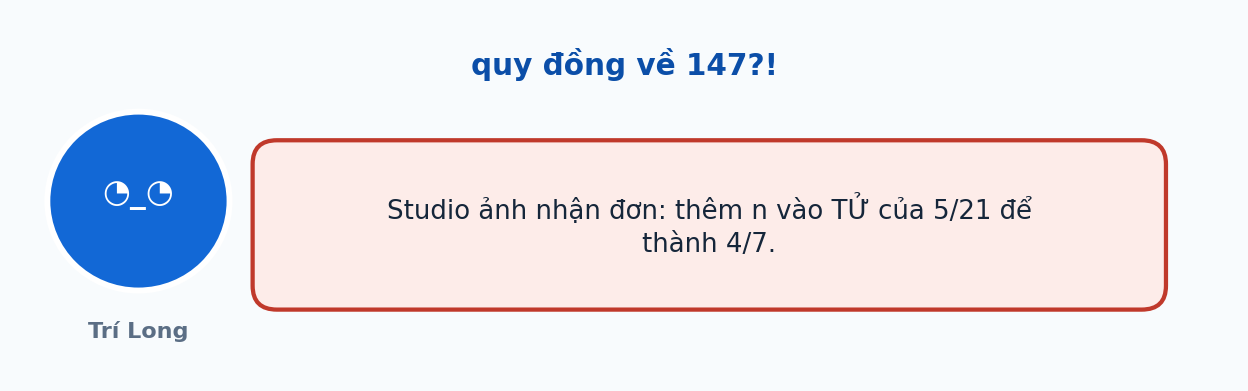 quy đồng về 147?!
◔_◔
Studio ảnh nhận đơn: thêm n vào TỬ của 5/21 để
thành 4/7.
Trí Long